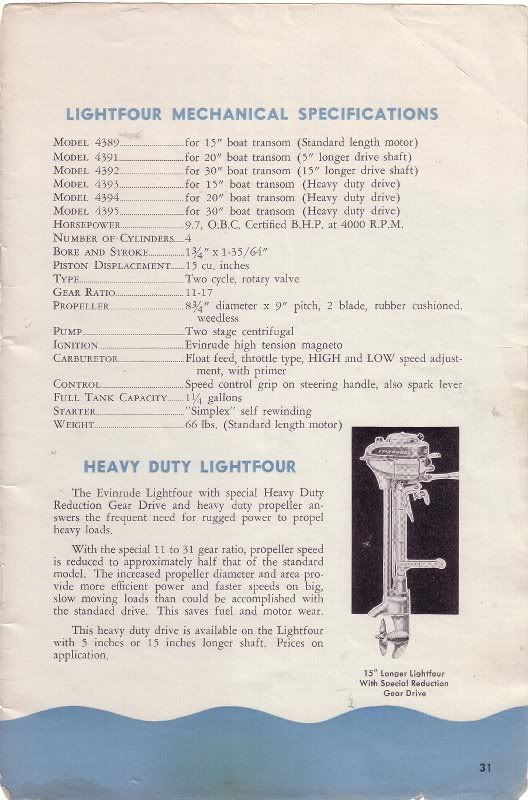 LIGHTFOUR MECHANICAL SPECIFICATIONS
MODEL 4389 for 15" boat transom (Standard length motor)
MODEL 4391 for 20" boat transom (5" longer drive shaft)
MODEL 4392 for 30" boat transom (15" longer drive shaft)
MODEL 4393 for 15" boat transom (Heavy duty drive)
MODEL 4394 for 20" boat transom (Heavy duty drive)
MODEL 4395 for 30" boat transom (Heavy duty drive)
HORSEPOWER 9.7, O.B.C. Certified B.H.P. at 4000 R.P.M.
NUMBER OF CYLINDERS 4
BORE AND STROKE 1¾" x 1-35/64"
PISTON DISPLACEMENT 15 cu. inches
TYPE Two cycle, rotary valve
GEAR RATIO 11-17
PROPELLER 8¾" diameter x 9" pitch, 2 blade, rubber cushioned,
weedless
PUMP Two stage centrifugal
IGNITION Evinrude high tension magneto
CARBURETOR Float feed, throttle type, HIGH and LOW speed adjust-
ment, with primer
CONTROL Speed control grip on steering handle, also spark lever
FULL TANK CAPACITY 1¼ gallons
STARTER "Simplex" self rewinding
WEIGHT 66 lbs. (Standard length motor)
HEAVY DUTY LIGHTFOUR
The Evinrude Lightfour with special Heavy Duty
Reduction Gear Drive and heavy duty propeller an-
swers the frequent need for rugged power to propel
heavy loads.
With the special 11 to 31 gear ratio, propeller speed
is reduced to approximately half that of the standard
model. The increased propeller diameter and area pro-
vide more efficient power and faster speeds on big,
slow moving loads than could be accomplished with
the standard drive. This saves fuel and motor wear.
This heavy duty drive is available on the Lightfour
with 5 inches or 15 inches longer shaft. Prices on
application.
EVINRUDE
15" Longer Lightfour
With Special Reduction
Gear Drive
31